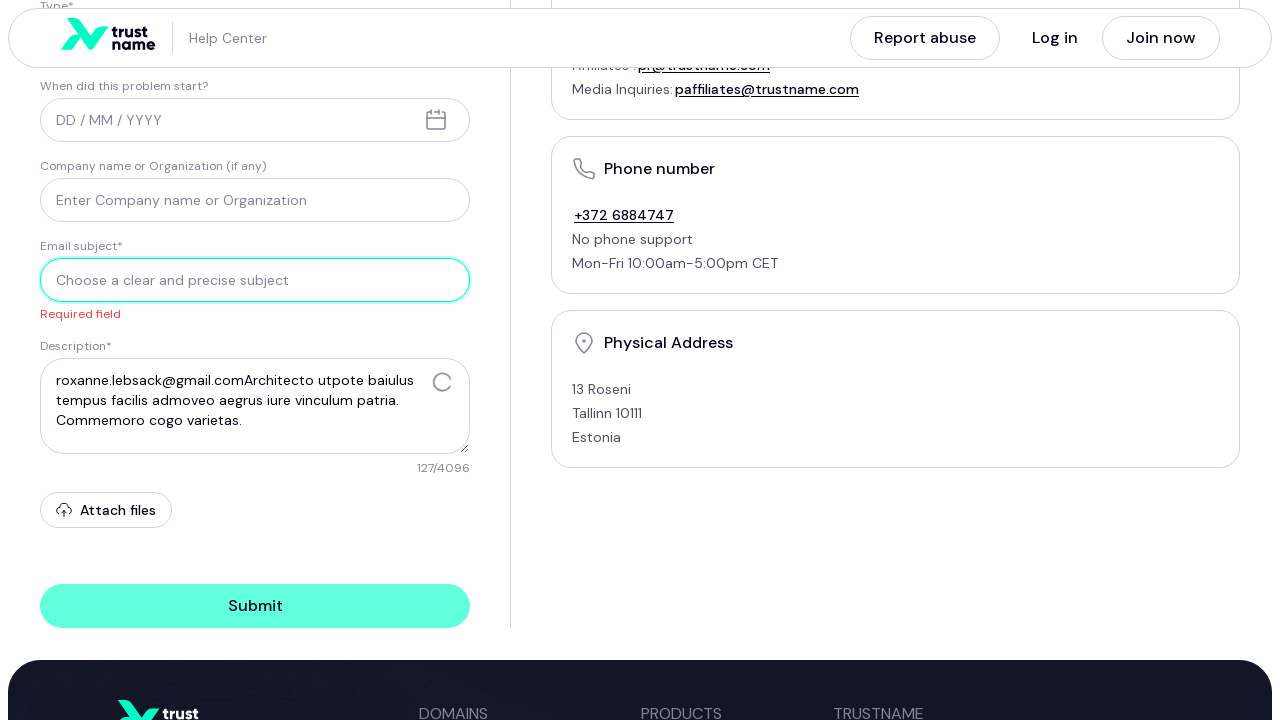 Type*
trust
name
Help Center
Report abuse
Log in
Join now
When did this problem start?
DD / MM / YYYY
Company name or Organization (if any)
Enter Company name or Organization
Email subject*
Choose a clear and precise subject
Required field
Description*
roxanne.lebsack@gmail.comArchitecto utpote baiulus
tempus facilis admoveo aegrus iure vinculum patria.
Commemoro cogo varietas.
127/4096
Attach files
Submit
Affiliates : pr@trustname.com
Media Inquiries: paffiliates@trustname.com
Phone number
+372 6884747
No phone support
Mon-Fri 10:00am-5:00pm CET
Physical Address
13 Roseni
Tallinn 10111
Estonia
trust
DOMAINS
PRODUCTS
TRUSTNAME